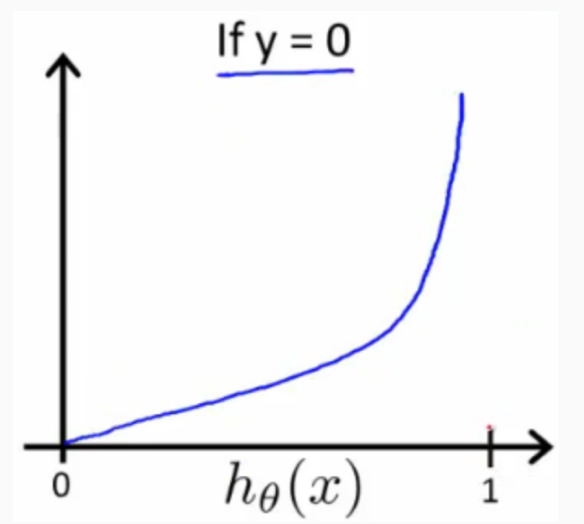 If y = 0
0
hθ(x)
1